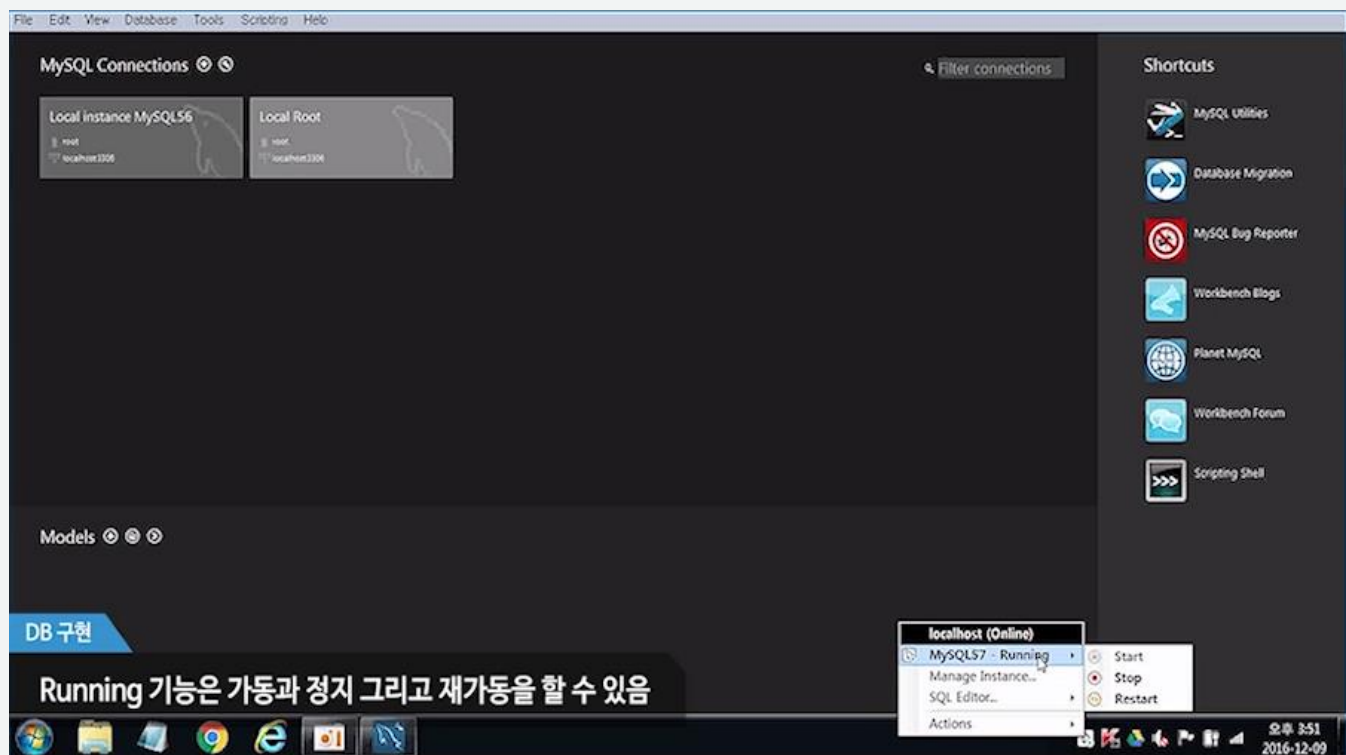 File Edit View Database Tools Scripting Help
MySQL Connections
Filter connections
Shortcuts
Local instance MySQL56
root
localhost:3306
Local Root
root
localhost:3306
MySQL Utilities
Database Migration
MySQL Bug Reporter
Workbench Blogs
Planet MySQL
Workbench Forum
Scripting Shell
Models
DB 구현
Running 기능은 가동과 정지 그리고 재가동을 할 수 있음
localhost (Online)
MySQL57 - Running
Manage Instance...
SQL Editor...
Actions
Start
Stop
Restart
오후 3:51
2016-12-09